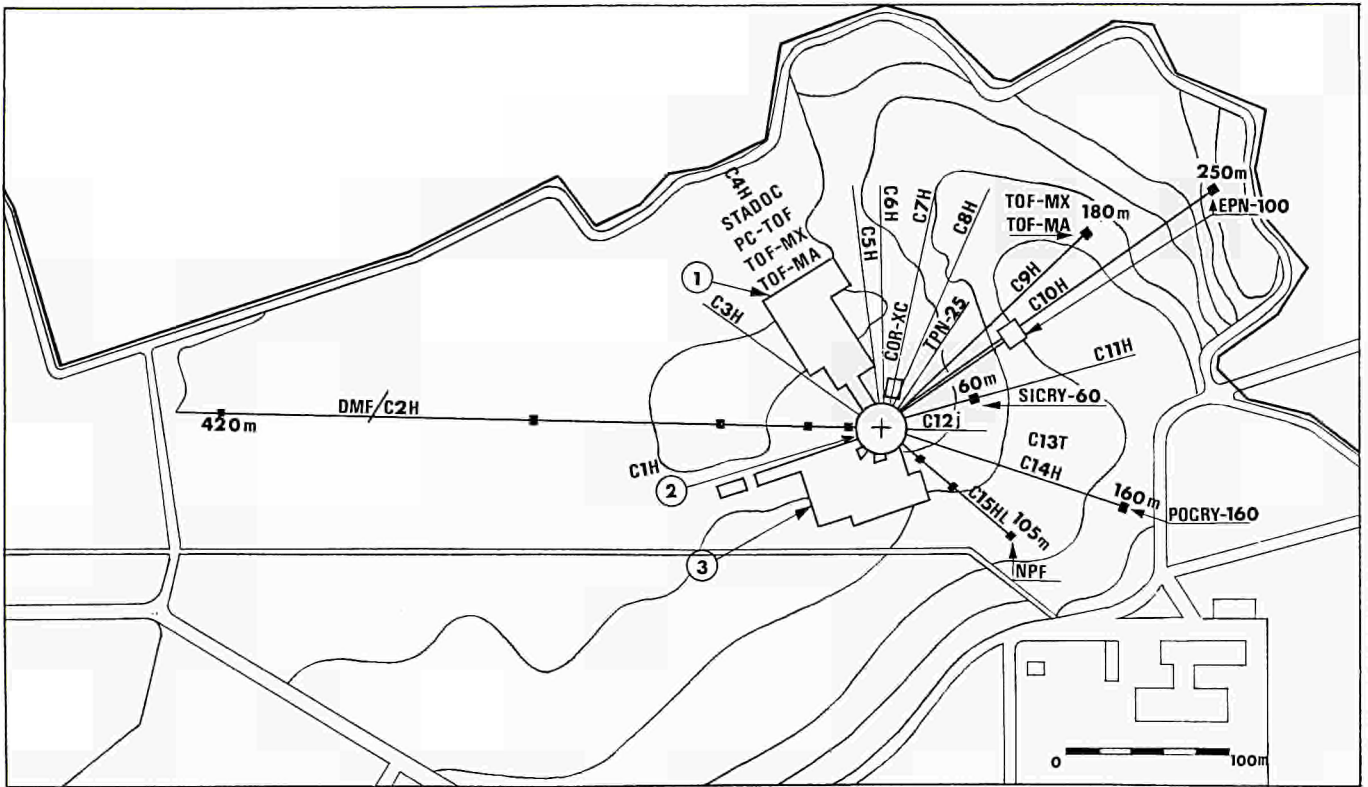 C4H
STADOC
PC-TOF
TOF-MX
TOF-MA
1
C3H
C5H
C6H
C7H
C8H
COR-XC
TPN-25
TOF-MX
TOF-MA
180m
250m
EPN-100
C9H
C10H
C11H
60m
SICRY-60
C12j
C13T
C14H
160m
POCRY-160
C15HL
105m
NPF
DMF/C2H
420m
C1H
2
3
0
100m